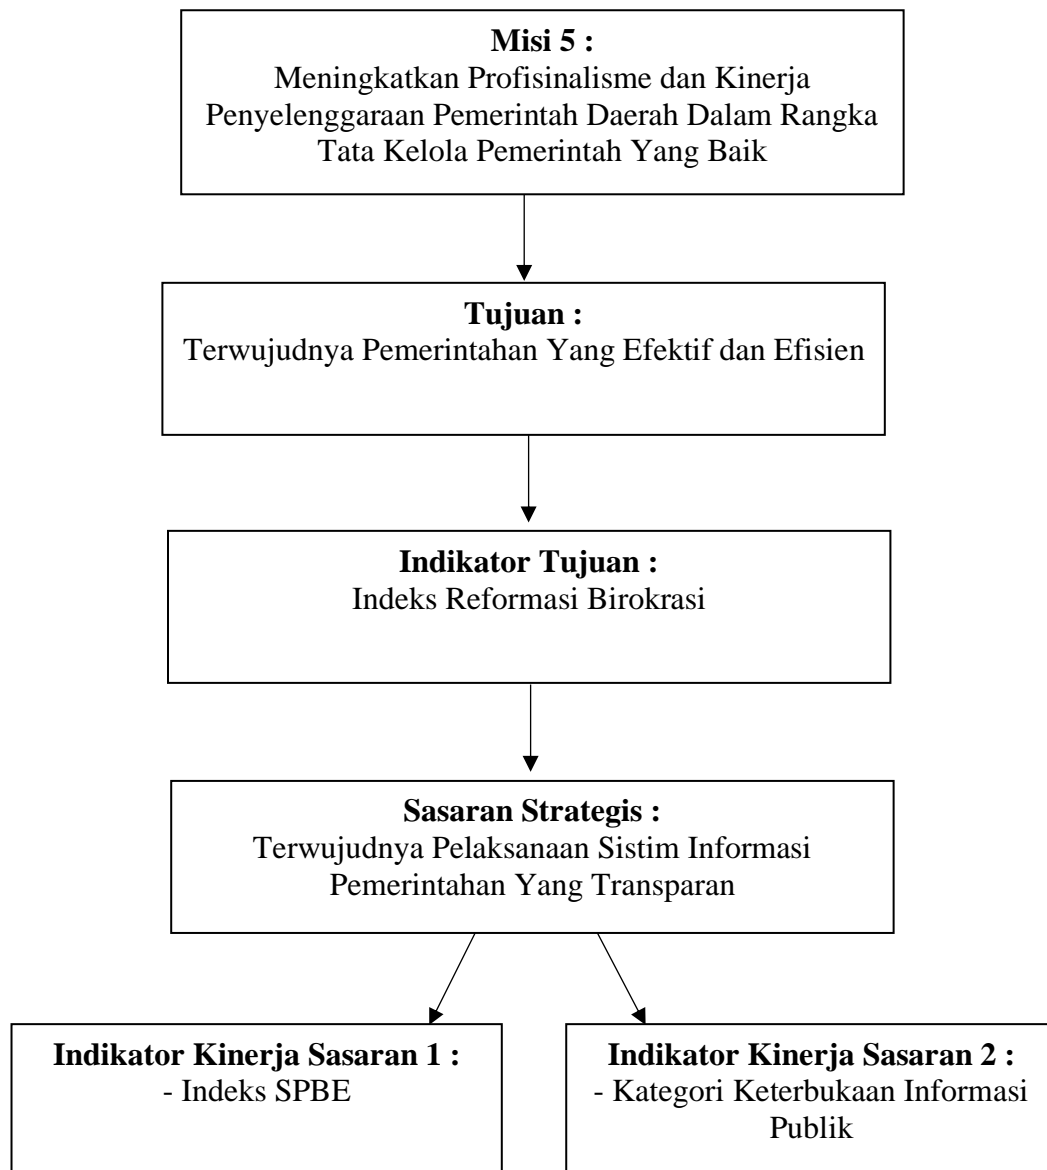 Misi 5 :
Meningkatkan Profisinalisme dan Kinerja
Penyelenggaraan Pemerintah Daerah Dalam Rangka
Tata Kelola Pemerintah Yang Baik
Tujuan :
Terwujudnya Pemerintahan Yang Efektif dan Efisien
Indikator Tujuan :
Indeks Reformasi Birokrasi
Sasaran Strategis :
Terwujudnya Pelaksanaan Sistim Informasi
Pemerintahan Yang Transparan
Indikator Kinerja Sasaran 1 :
- Indeks SPBE
Indikator Kinerja Sasaran 2 :
- Kategori Keterbukaan Informasi
Publik